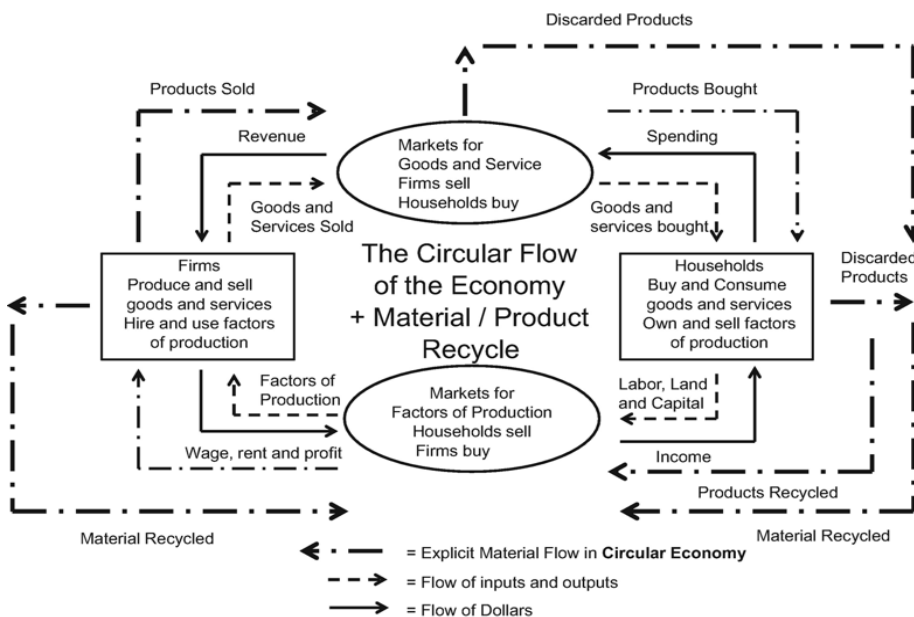 Discarded Products
Products Sold
Products Bought
Revenue
Spending
Markets for
Goods and Service
Firms sell
Households buy
Goods and
Services Sold
Goods and
services bought
The Circular Flow
of the Economy
+ Material / Product
Recycle
Firms
Produce and sell
goods and services
Hire and use factors
of production
Households
Buy and Consume
goods and services
Own and sell factors
of production
Discarded
Products
Factors of
Production
Markets for
Factors of Production
Households sell
Firms buy
Labor, Land
and Capital
Wage, rent and profit
Income
Products Recycled
Material Recycled
Material Recycled
= Explicit Material Flow in Circular Economy
= Flow of inputs and outputs
= Flow of Dollars